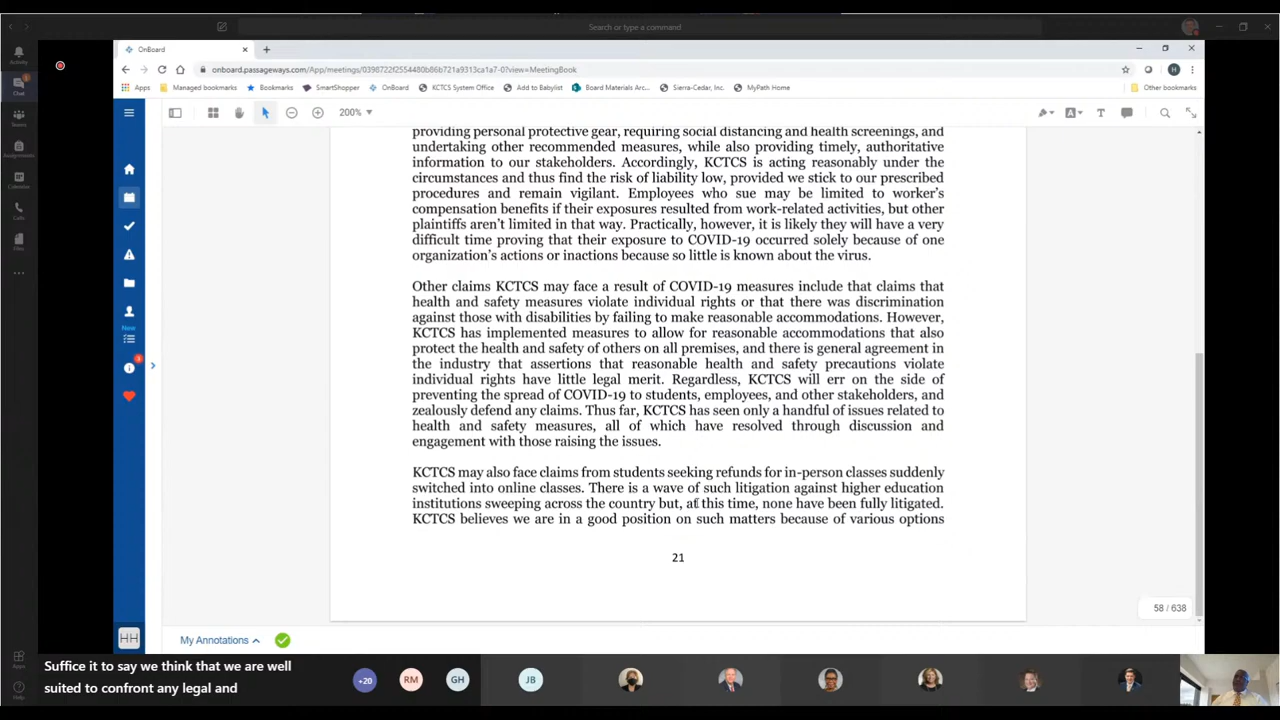 Search or type a command
OnBoard
onboard.passageways.com/App/meetings/0398722f2554480b86b721a9313ca1a7-0?view=MeetingBook
Apps
Managed bookmarks
Bookmarks
SmartShopper
OnBoard
KCTCS System Office
Add to Babylist
Board Materials Arc...
Sierra-Cedar, Inc.
MyPath Home
Other bookmarks
Activity
Chat
Teams
Assignments
Calendar
Calls
Files
Apps
Help
New
HH
200%
providing personal protective gear, requiring social distancing and health screenings, and
undertaking other recommended measures, while also providing timely, authoritative
information to our stakeholders. Accordingly, KCTCS is acting reasonably under the
circumstances and thus find the risk of liability low, provided we stick to our prescribed
procedures and remain vigilant. Employees who sue may be limited to worker's
compensation benefits if their exposures resulted from work-related activities, but other
plaintiffs aren't limited in that way. Practically, however, it is likely they will have a very
difficult time proving that their exposure to COVID-19 occurred solely because of one
organization's actions or inactions because so little is known about the virus.
Other claims KCTCS may face a result of COVID-19 measures include that claims that
health and safety measures violate individual rights or that there was discrimination
against those with disabilities by failing to make reasonable accommodations. However,
KCTCS has implemented measures to allow for reasonable accommodations that also
protect the health and safety of others on all premises, and there is general agreement in
the industry that assertions that reasonable health and safety precautions violate
individual rights have little legal merit. Regardless, KCTCS will err on the side of
preventing the spread of COVID-19 to students, employees, and other stakeholders, and
zealously defend any claims. Thus far, KCTCS has seen only a handful of issues related to
health and safety measures, all of which have resolved through discussion and
engagement with those raising the issues.
KCTCS may also face claims from students seeking refunds for in-person classes suddenly
switched into online classes. There is a wave of such litigation against higher education
institutions sweeping across the country but, at this time, none have been fully litigated.
KCTCS believes we are in a good position on such matters because of various options
21
58 / 638
My Annotations
Suffice it to say we think that we are well
suited to confront any legal and
+20
RM
GH
JB